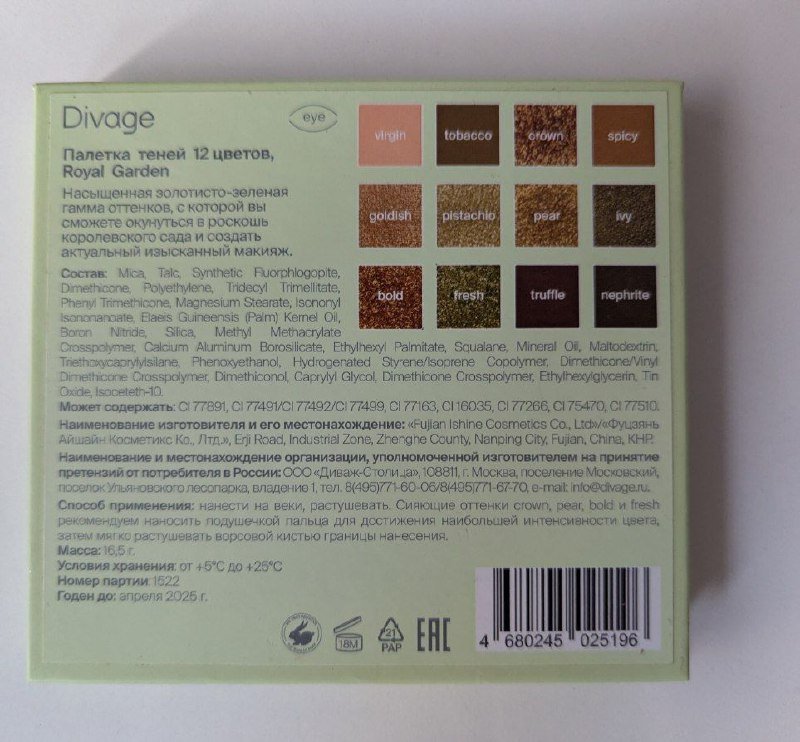 Divage
eye
Палетка теней 12 цветов,
Royal Garden
Насыщенная золотисто-зеленая
гамма оттенков, с которой вы
сможете окунуться в роскошь
королевского сада и создать
актуальный изысканный макияж.
virgin tobacco crown spicy
goldish pistachio pear ivy
bold fresh truffle nephrite
Состав: Mica, Talc, Synthetic Fluorphlogopite,
Dimethicone, Polyethylene, Tridecyl Trimellitate,
Phenyl Trimethicone, Magnesium Stearate, Isononyl
Isononanoate, Elaeis Guineensis (Palm) Kernel Oil,
Boron Nitride, Silica, Methyl Methacrylate
Crosspolymer, Calcium Aluminum Borosilicate, Ethylhexyl Palmitate, Squalane, Mineral Oil, Maltodextrin,
Triethoxycaprylylsilane, Phenoxyethanol, Hydrogenated Styrene/Isoprene Copolymer, Dimethicone/Vinyl
Dimethicone Crosspolymer, Dimethiconol, Caprylyl Glycol, Dimethicone Crosspolymer, Ethylhexylglycerin, Tin
Oxide, Isoceteth-10.
Может содержать: CI 77891, CI 77491/CI 77492/CI 77499, CI 77163, CI 16035, CI 77266, CI 75470, CI 77510.
Наименование изготовителя и его местонахождение: «Fujian Ishine Cosmetics Co., Ltd»/«Фуцзянь
Айшайн Косметикс Ко., Лтд.», Erji Road, Industrial Zone, Zhenghe County, Nanping City, Fujian, China, КНР.
Наименование и местонахождение организации, уполномоченной изготовителем на принятие
претензий от потребителя в России: ООО «Диваж-Столица», 108811, г. Москва, поселение Московский,
поселок Ульяновского лесопарка, владение 1, тел. 8(495)771-60-06/8(495)771-67-70, e-mail: info@divage.ru.
Способ применения: нанести на веки, растушевать. Сияющие оттенки crown, pear, bold и fresh
рекомендуем наносить подушечкой пальца для достижения наибольшей интенсивности цвета,
затем мягко растушевать ворсовой кистью границы нанесения.
Масса: 16,5 г.
Условия хранения: от +5°C до +25°C
Номер партии: 1522
Годен до: апреля 2025 г.
18M
21
PAP
EAC
4 680245 025196